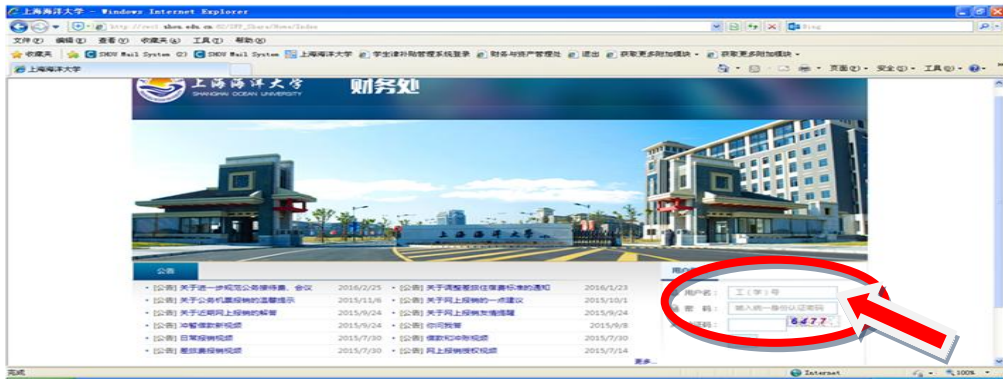 上海海洋大学 - Windows Internet Explorer
Bing
文件(F) 编辑(E) 查看(V) 收藏夹(A) 工具(T) 帮助(H)
收藏夹 SHOU Mail System (2) SHOU Mail System 上海海洋大学 学生津补贴管理系统登录 财务与资产管理处 退出 获取更多附加模块 获取更多附加模块
上海海洋大学 页面(P) 安全(S) 工具(O)
上海海洋大学 财务处
SHANGHAI OCEAN UNIVERSITY
上海海洋大学
公告
• [公告] 关于进一步规范公务接待费、会议 2016/2/25 • [公告] 关于调整差旅住宿费标准的通知 2016/1/23
• [公告] 关于公务机票报销的温馨提示 2015/11/6 • [公告] 关于网上报销的一点建议 2015/10/1
• [公告] 关于近期网上报销的解答 2015/9/24 • [公告] 关于网上报销友情提醒 2015/9/24
• [公告] 冲暂借款新视频 2015/9/24 • [公告] 你问我答 2015/9/8
• [公告] 日常报销视频 2015/7/30 • [公告] 借款和冲账视频 2015/7/30
• [公告] 差旅费报销视频 2015/7/30 • [公告] 网上报销授权视频 2015/7/14
更多...
用户名： 工（学）号
密 码： 输入统一身份认证密码
6477
完成 Internet 100%